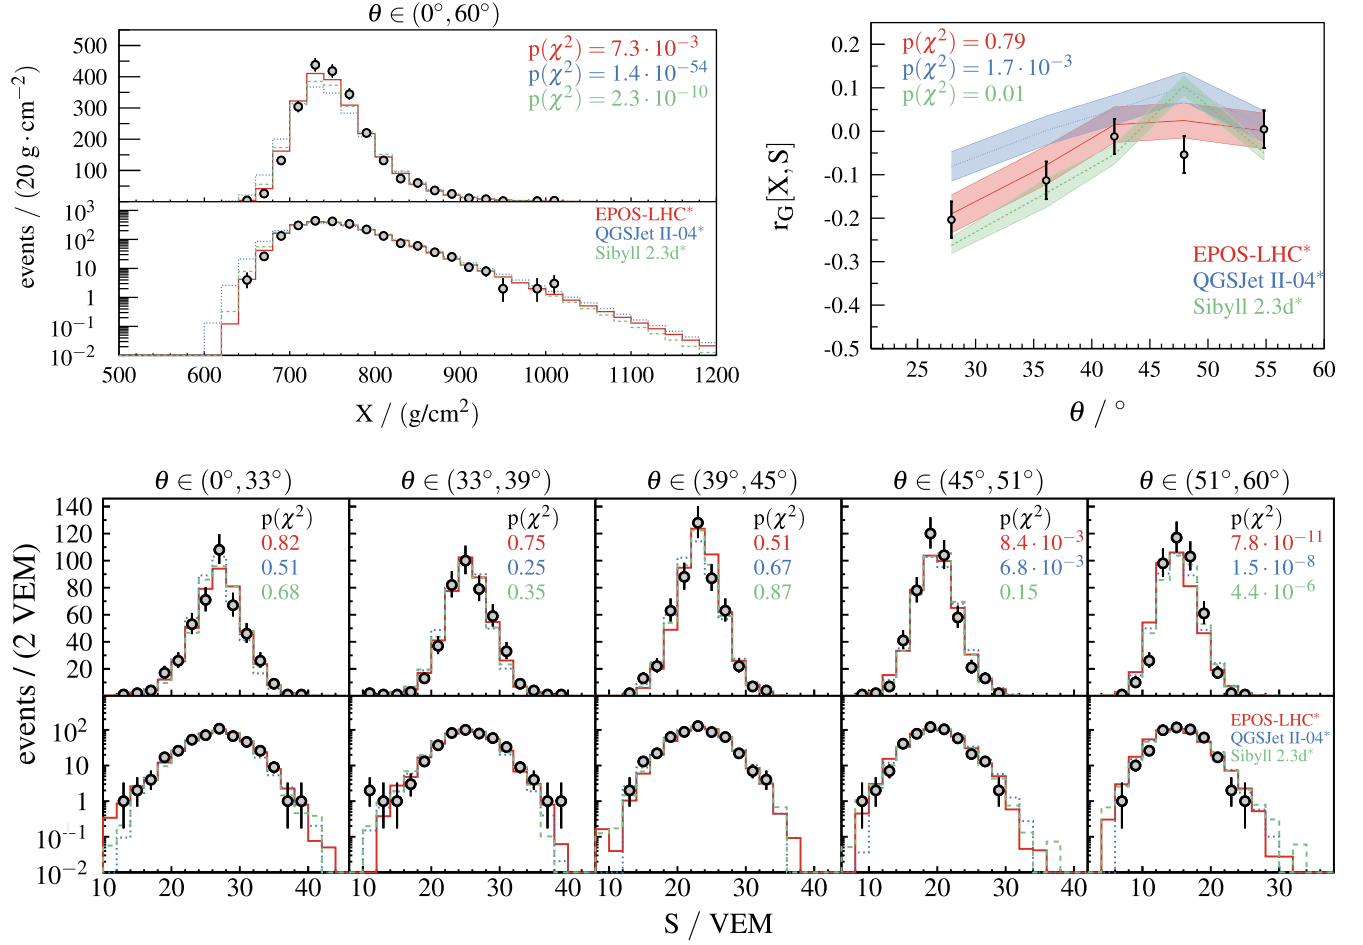 θ ∈ (0°, 60°)
p(χ²) = 7.3 · 10⁻³
p(χ²) = 1.4 · 10⁻⁵⁴
p(χ²) = 2.3 · 10⁻¹⁰
500
400
300
200
100
events / (20 g · cm⁻²)
EPOS-LHC*
QGSJet II-04*
Sibyll 2.3d*
10³
10²
10
1
10⁻¹
10⁻²
500 600 700 800 900 1000 1100 1200
X / (g/cm²)
p(χ²) = 0.79
p(χ²) = 1.7 · 10⁻³
p(χ²) = 0.01
0.2
0.1
0.0
-0.1
-0.2
-0.3
-0.4
-0.5
r_G[X, S]
EPOS-LHC*
QGSJet II-04*
Sibyll 2.3d*
25 30 35 40 45 50 55 60
θ / °
θ ∈ (0°, 33°) θ ∈ (33°, 39°) θ ∈ (39°, 45°) θ ∈ (45°, 51°) θ ∈ (51°, 60°)
p(χ²) p(χ²) p(χ²) p(χ²) p(χ²)
0.82 0.75 0.51 8.4 · 10⁻³ 7.8 · 10⁻¹¹
0.51 0.25 0.67 6.8 · 10⁻³ 1.5 · 10⁻⁸
0.68 0.35 0.87 0.15 4.4 · 10⁻⁶
140
120
100
80
60
40
20
events / (2 VEM)
EPOS-LHC*
QGSJet II-04*
Sibyll 2.3d*
10²
10
1
10⁻¹
10⁻²
10 20 30 40 10 20 30 10 20 30 10 20 30 40 10 20 30
S / VEM